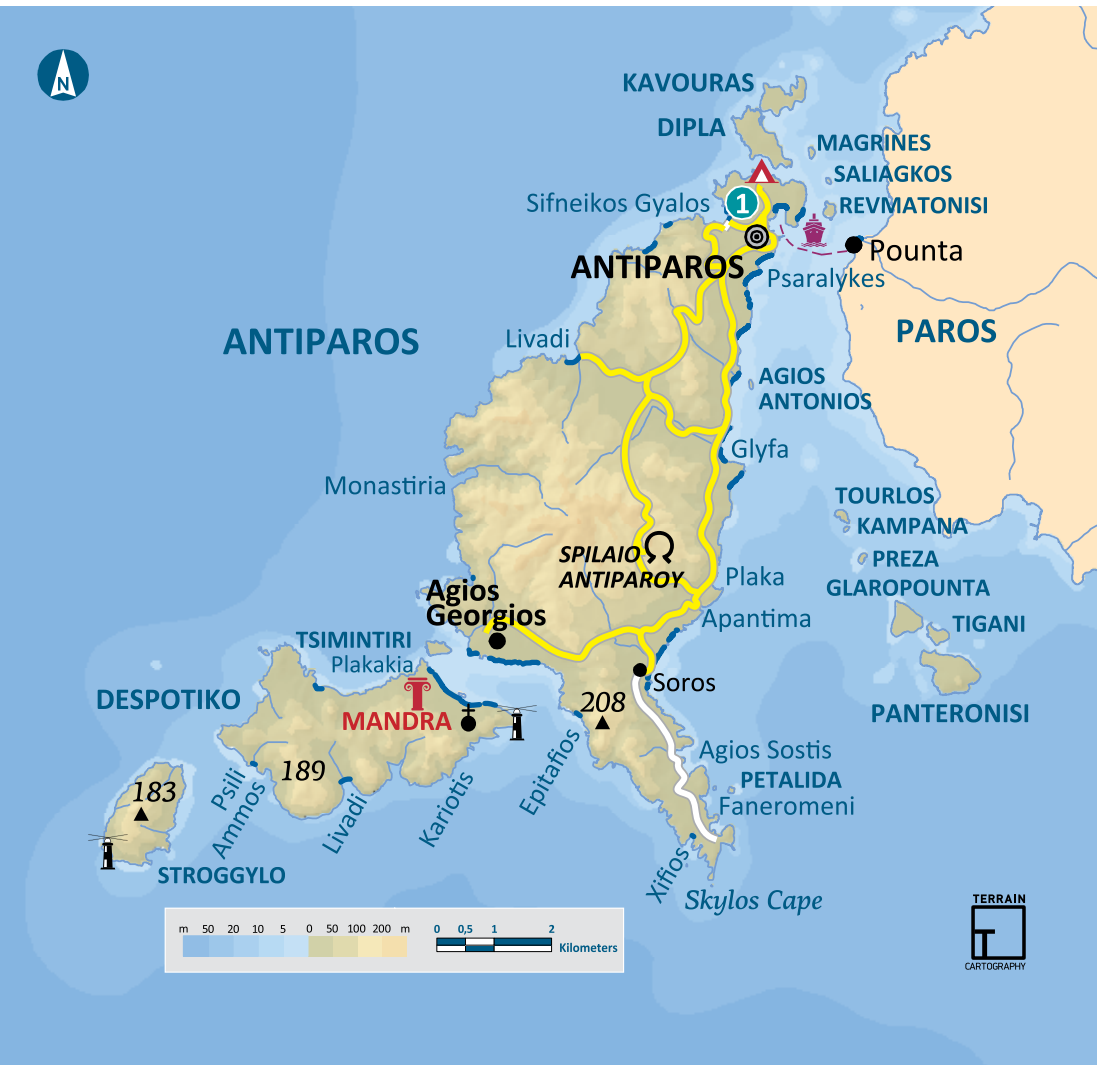 N
KAVOURAS
DIPLA
MAGRINES
SALIAGKOS
REVMATONISI
Sifneikos Gyalos
1
Pounta
ANTIPAROS
Psaralykes
ANTIPAROS
PAROS
Livadi
AGIOS
ANTONIOS
Glyfa
Monastiria
TOURLOS
KAMPANA
PREZA
GLAROPOUNTA
SPILAIO
ANTIPAROY
Plaka
Agios
Georgios
Apantima
TIGANI
TSIMINTIRI
Plakakia
Soros
DESPOTIKO
MANDRA
208
PANTERONISI
Agios Sostis
PETALIDA
Faneromeni
189
183
Psili
Ammos
Livadi
Kariotis
Epitafios
Xifios
STROGGYLO
Skylos Cape
m 50 20 10 5 0 50 100 200 m
0 0,5 1 2
Kilometers
TERRAIN
T
CARTOGRAPHY